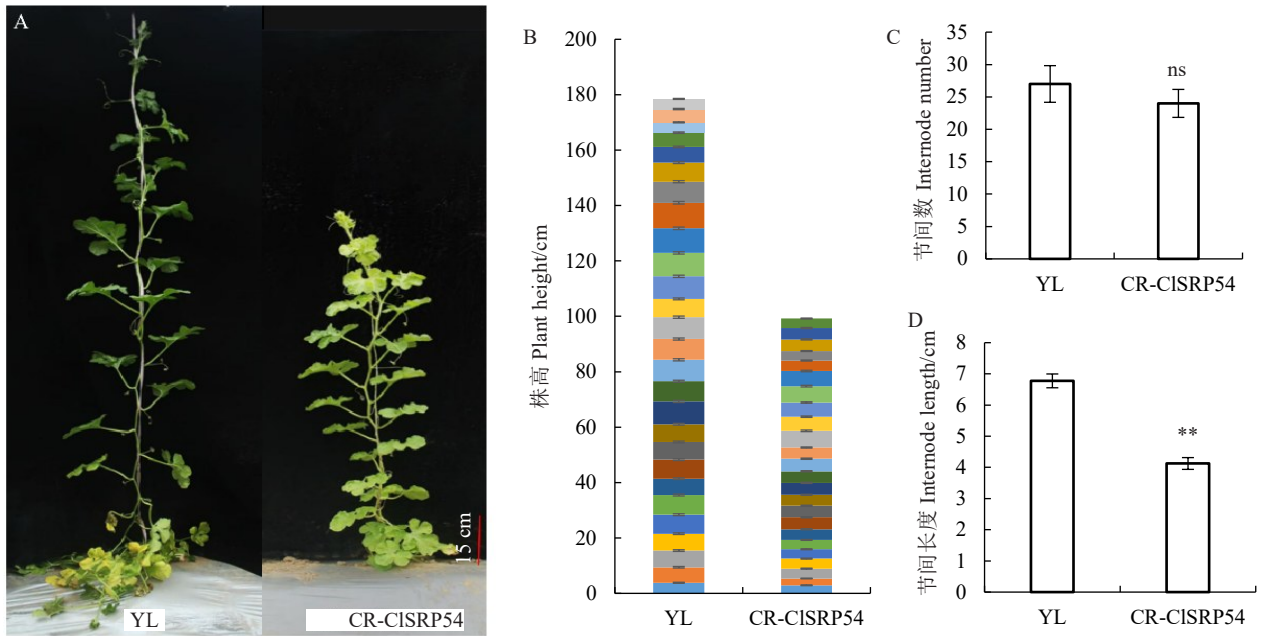 A
15 cm
YL
CR-ClSRP54
B
株高 Plant height/cm
200
180
160
140
120
100
80
60
40
20
0
YL
CR-ClSRP54
C
节间数 Internode number
35
30
25
20
15
10
5
0
ns
YL
CR-ClSRP54
D
节间长度 Internode length/cm
8
7
6
5
4
3
2
1
0
**
YL
CR-ClSRP54